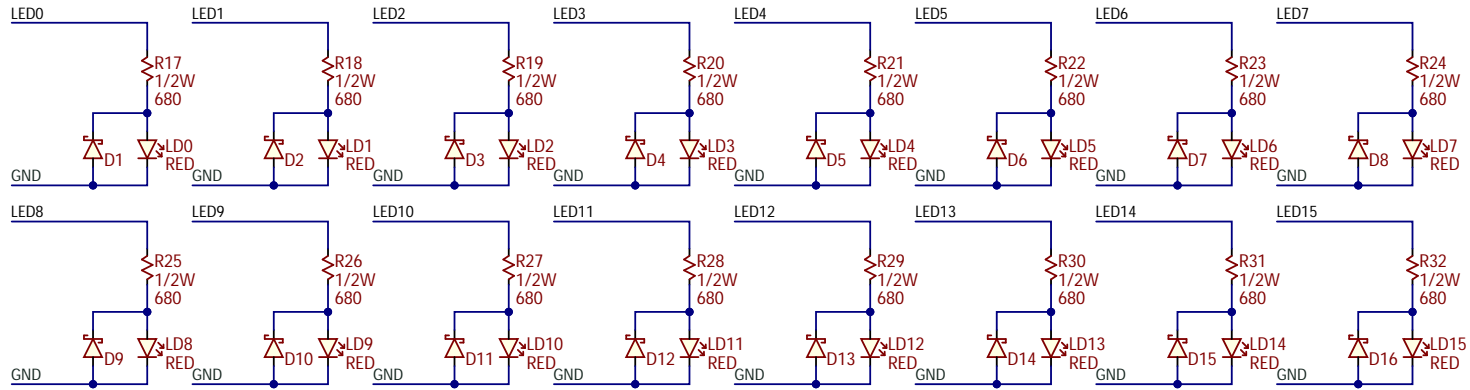 LED0
LED1
LED2
LED3
LED4
LED5
LED6
LED7
R17
1/2W
680
R18
1/2W
680
R19
1/2W
680
R20
1/2W
680
R21
1/2W
680
R22
1/2W
680
R23
1/2W
680
R24
1/2W
680
D1
LD0
RED
D2
LD1
RED
D3
LD2
RED
D4
LD3
RED
D5
LD4
RED
D6
LD5
RED
D7
LD6
RED
D8
LD7
RED
GND
GND
GND
GND
GND
GND
GND
GND
LED8
LED9
LED10
LED11
LED12
LED13
LED14
LED15
R25
1/2W
680
R26
1/2W
680
R27
1/2W
680
R28
1/2W
680
R29
1/2W
680
R30
1/2W
680
R31
1/2W
680
R32
1/2W
680
D9
LD8
RED
D10
LD9
RED
D11
LD10
RED
D12
LD11
RED
D13
LD12
RED
D14
LD13
RED
D15
LD14
RED
D16
LD15
RED
GND
GND
GND
GND
GND
GND
GND
GND